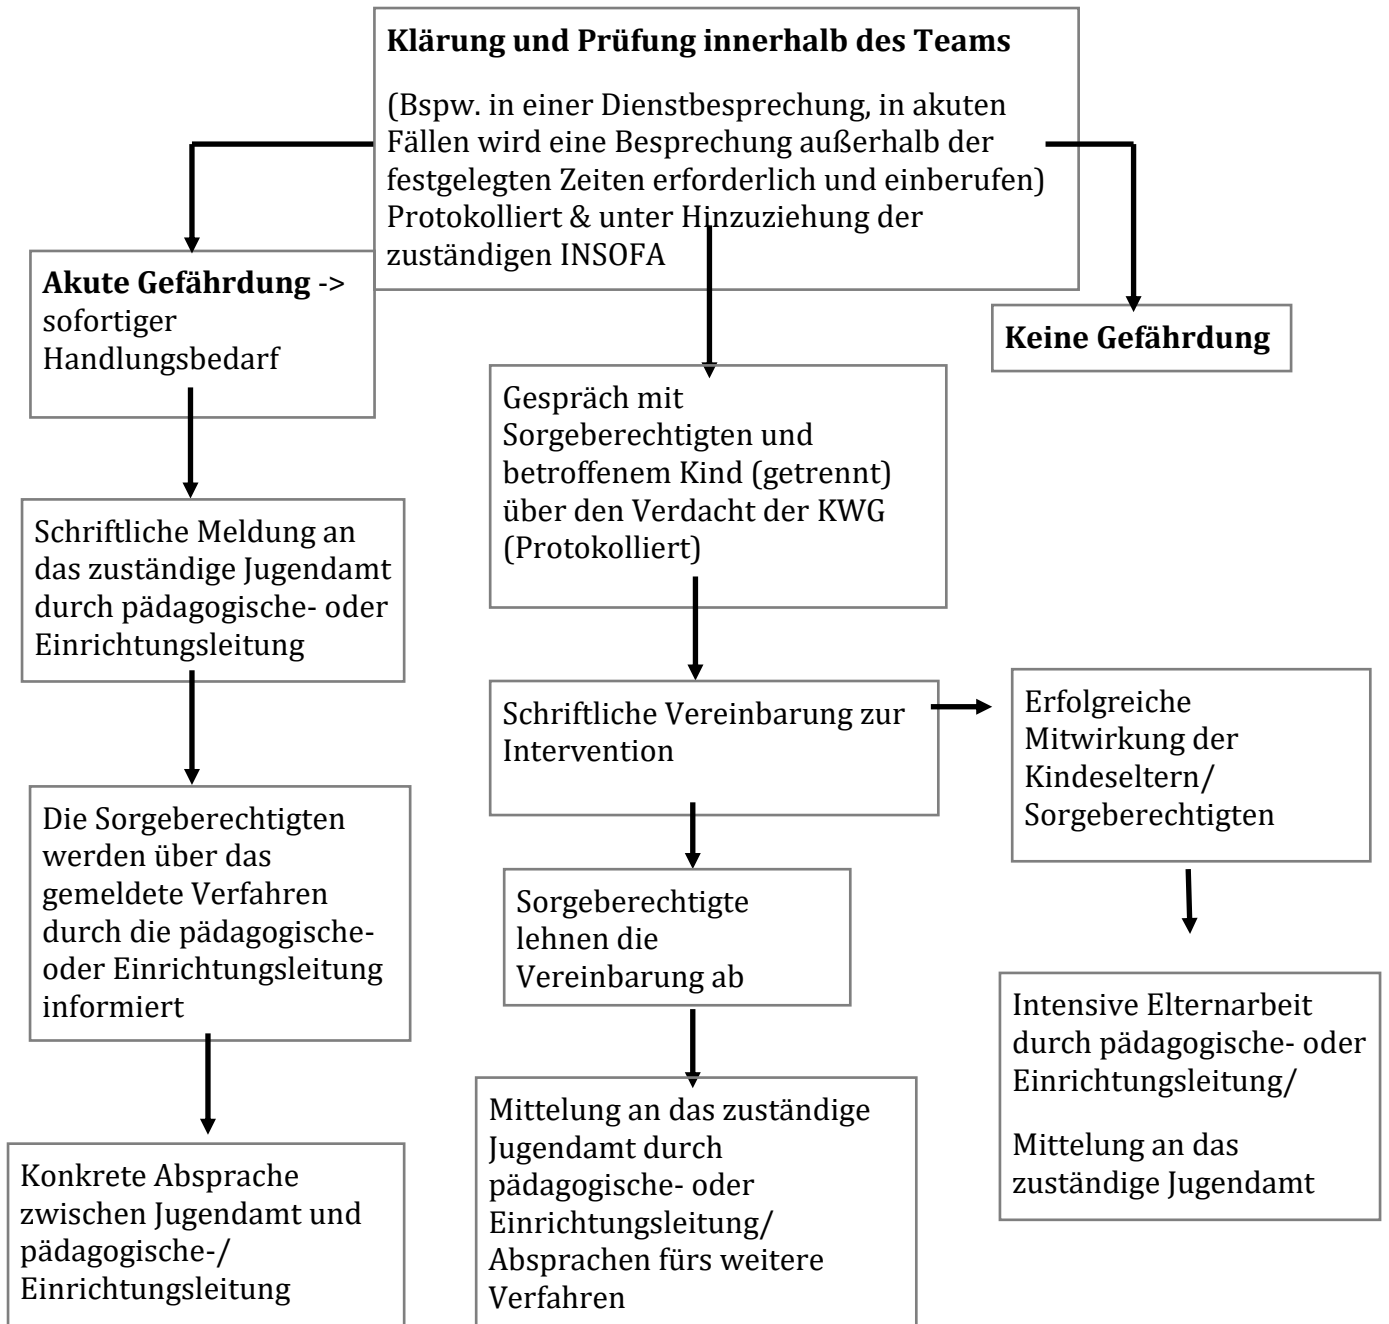 Klärung und Prüfung innerhalb des Teams
(Bspw. in einer Dienstbesprechung, in akuten
Fällen wird eine Besprechung außerhalb der
festgelegten Zeiten erforderlich und einberufen)
Protokolliert & unter Hinzuziehung der
zuständigen INSOFA
Akute Gefährdung ->
sofortiger
Handlungsbedarf
Keine Gefährdung
Gespräch mit
Sorgeberechtigten und
betroffenem Kind (getrennt)
über den Verdacht der KWG
(Protokolliert)
Schriftliche Meldung an
das zuständige Jugendamt
durch pädagogische- oder
Einrichtungsleitung
Schriftliche Vereinbarung zur
Intervention
Erfolgreiche
Mitwirkung der
Kindeseltern/
Sorgeberechtigten
Die Sorgeberechtigten
werden über das
gemeldete Verfahren
durch die pädagogische-
oder Einrichtungsleitung
informiert
Sorgeberechtigte
lehnen die
Vereinbarung ab
Intensive Elternarbeit
durch pädagogische- oder
Einrichtungsleitung/
Mittelung an das
zuständige Jugendamt
Konkrete Absprache
zwischen Jugendamt und
pädagogische-/
Einrichtungsleitung
Mittelung an das zuständige
Jugendamt durch
pädagogische- oder
Einrichtungsleitung/
Absprachen fürs weitere
Verfahren